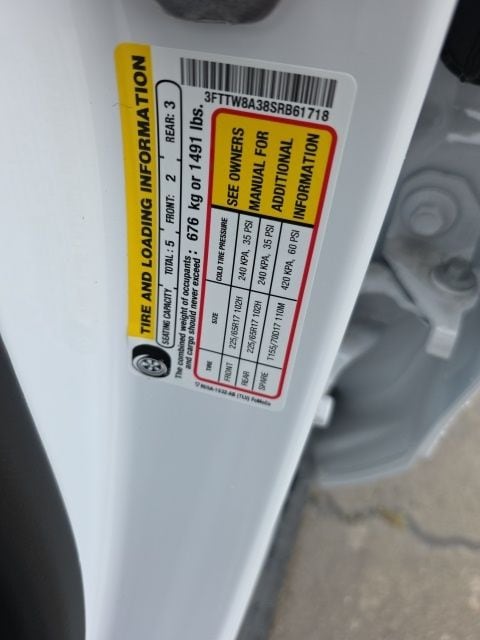 3FTTW8A38SRB61718
TIRE AND LOADING INFORMATION
SEATING CAPACITY TOTAL: 5 FRONT: 2 REAR: 3
The combined weight of occupants
and cargo should never exceed : 676 kg or 1491 lbs.
TIRE SIZE COLD TIRE PRESSURE
FRONT 225/65R17 102H 240 KPA, 35 PSI
REAR 225/65R17 102H 240 KPA, 35 PSI
SPARE T155/70D17 110M 420 KPA, 60 PSI
SEE OWNERS
MANUAL FOR
ADDITIONAL
INFORMATION